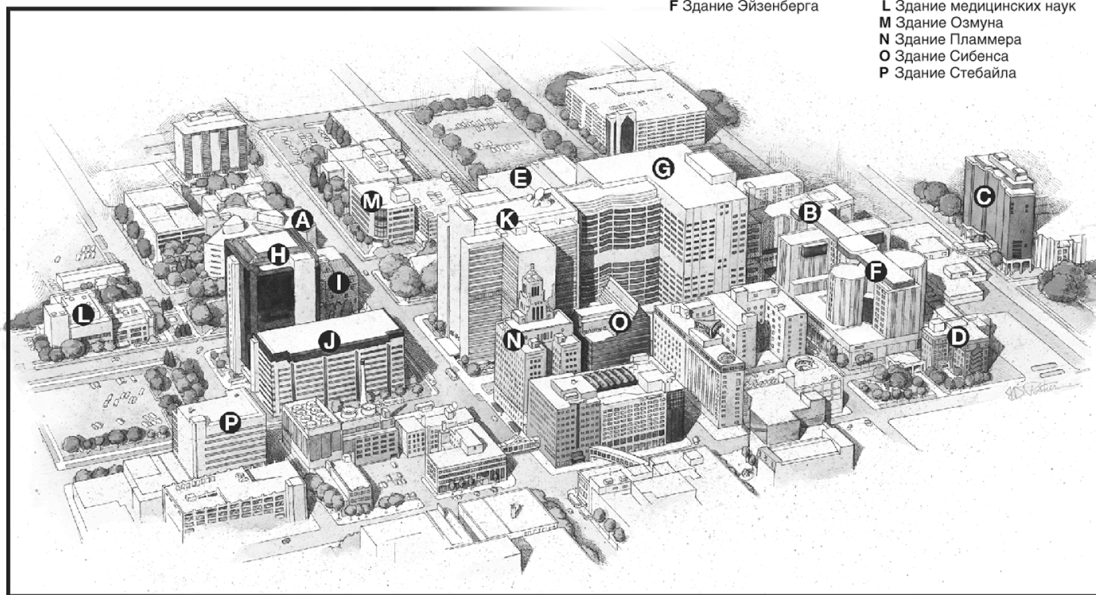 F Здание Эйзенберга
L Здание медицинских наук
M Здание Озмуна
N Здание Пламмера
O Здание Сибенса
P Здание Стебайла
E
G
C
M
K
B
A
H
I
F
L
J
N
O
D
P